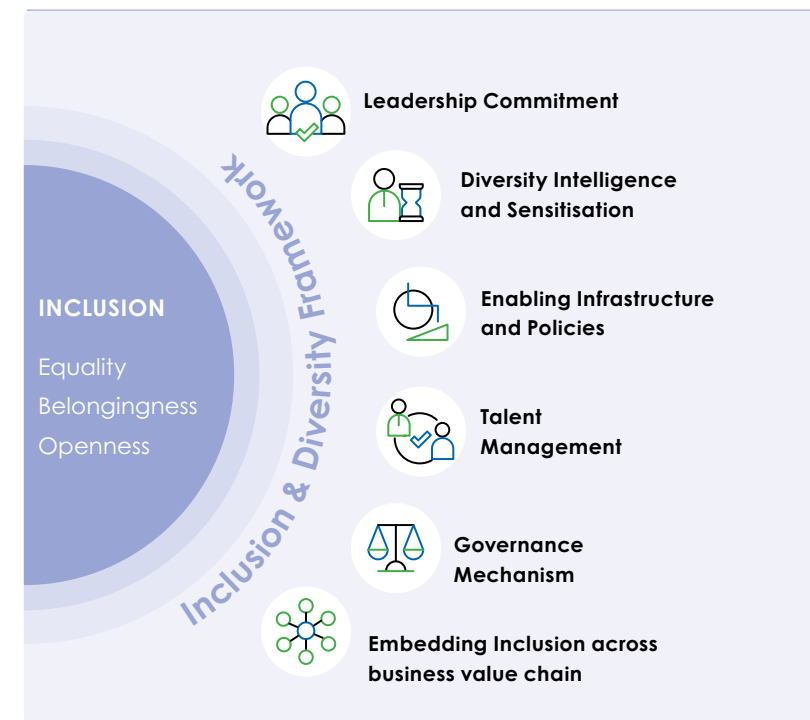 INCLUSION
Equality
Belongingness
Openness
Inclusion & Diversity Framework
Leadership Commitment
Diversity Intelligence
and Sensitisation
Enabling Infrastructure
and Policies
Talent
Management
Governance
Mechanism
Embedding Inclusion across
business value chain